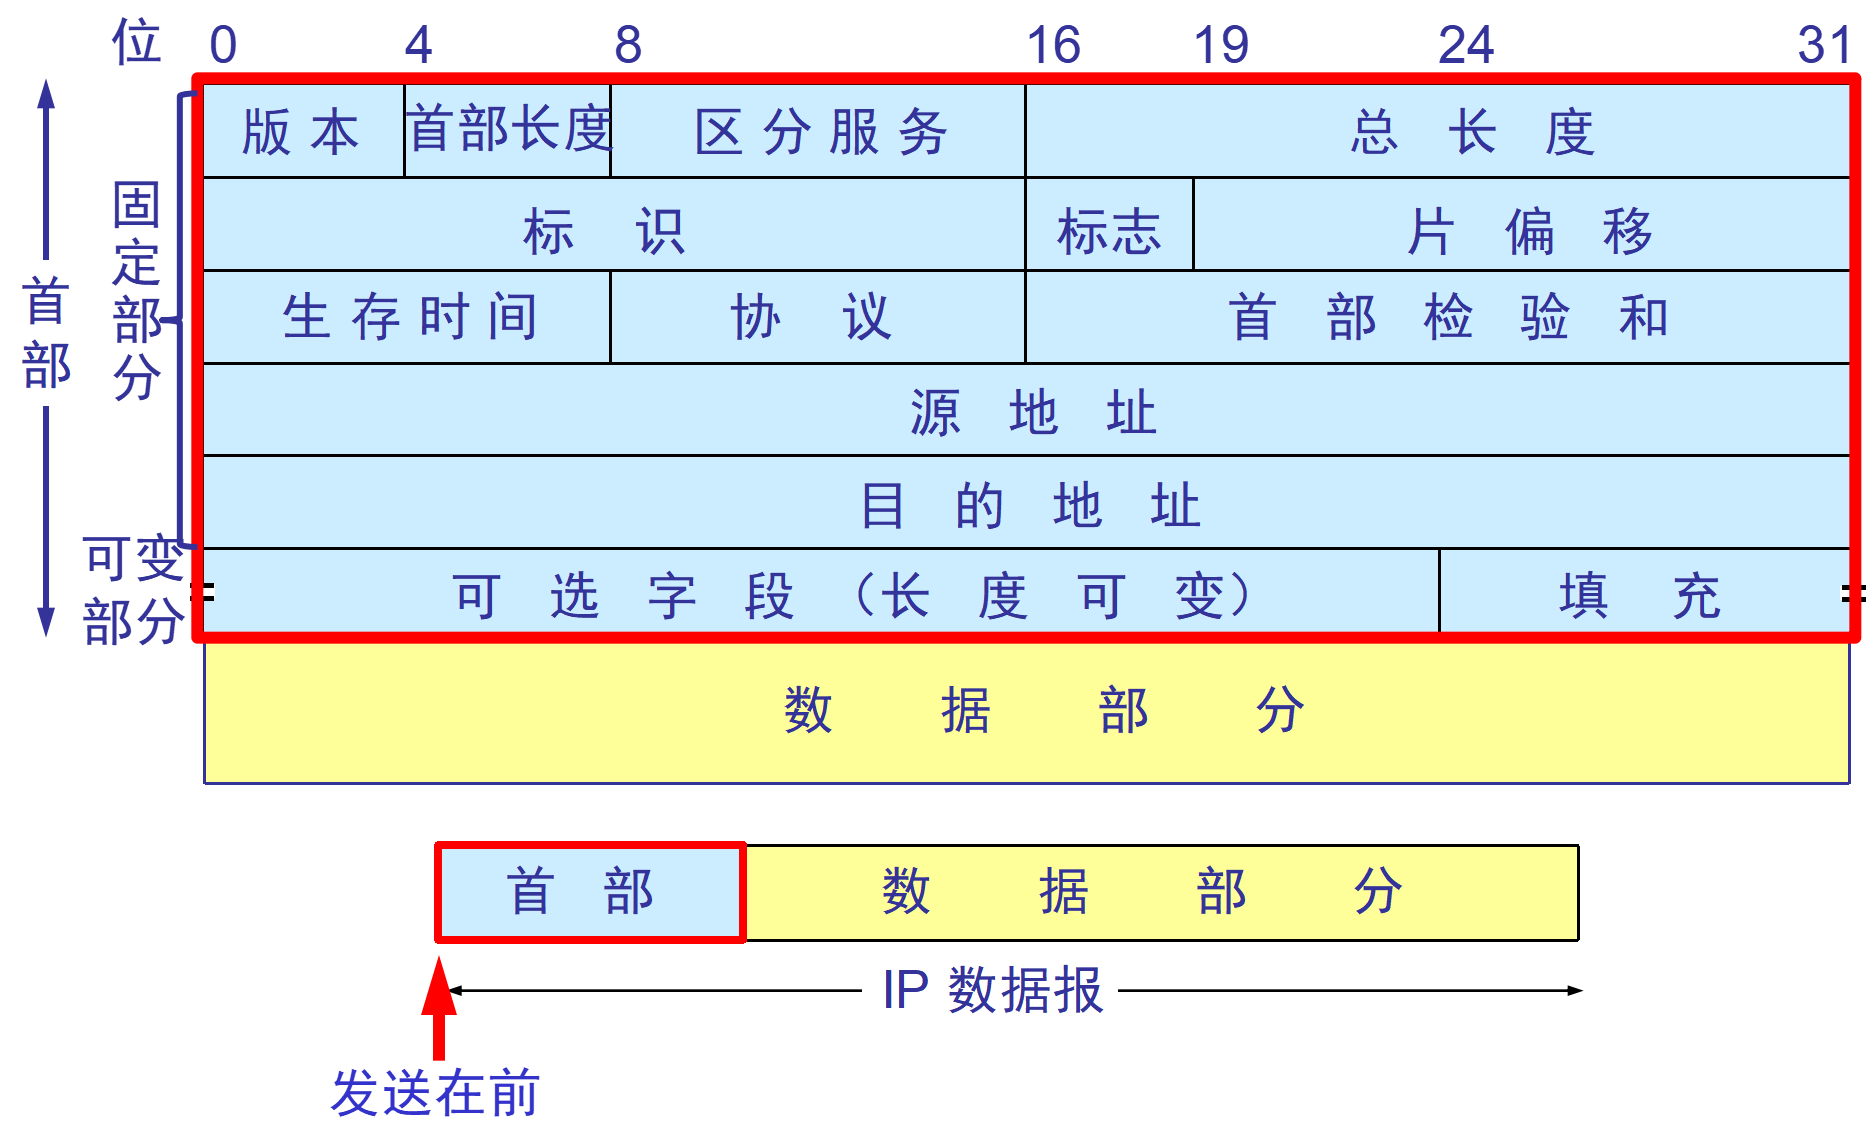 位 0 4 8 16 19 24 31
版本 首部长度 区分服务 总长度
标识 标志 片偏移
生存时间 协议 首部检验和
源地址
目的地址
可选字段（长度可变） 填充
首部
固定部分
可变
部分
数据部分
首部 数据部分
IP 数据报
发送在前